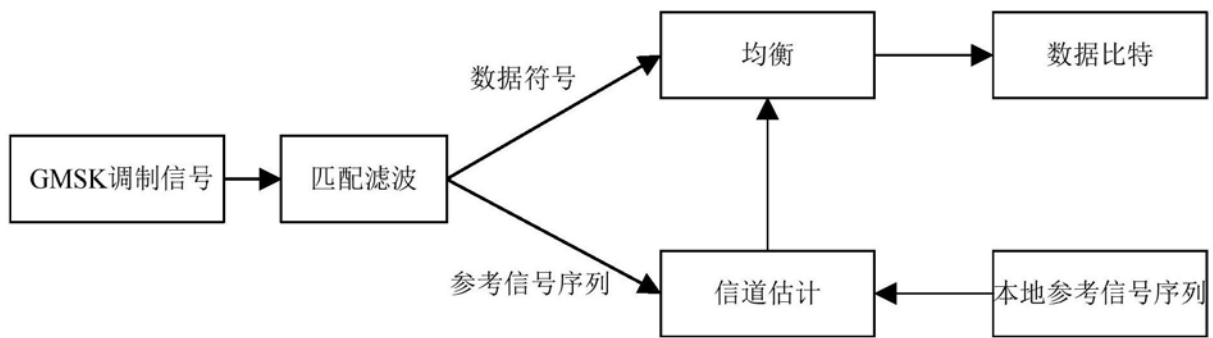 均衡
数据比特
数据符号
GMSK调制信号
匹配滤波
参考信号序列
信道估计
本地参考信号序列